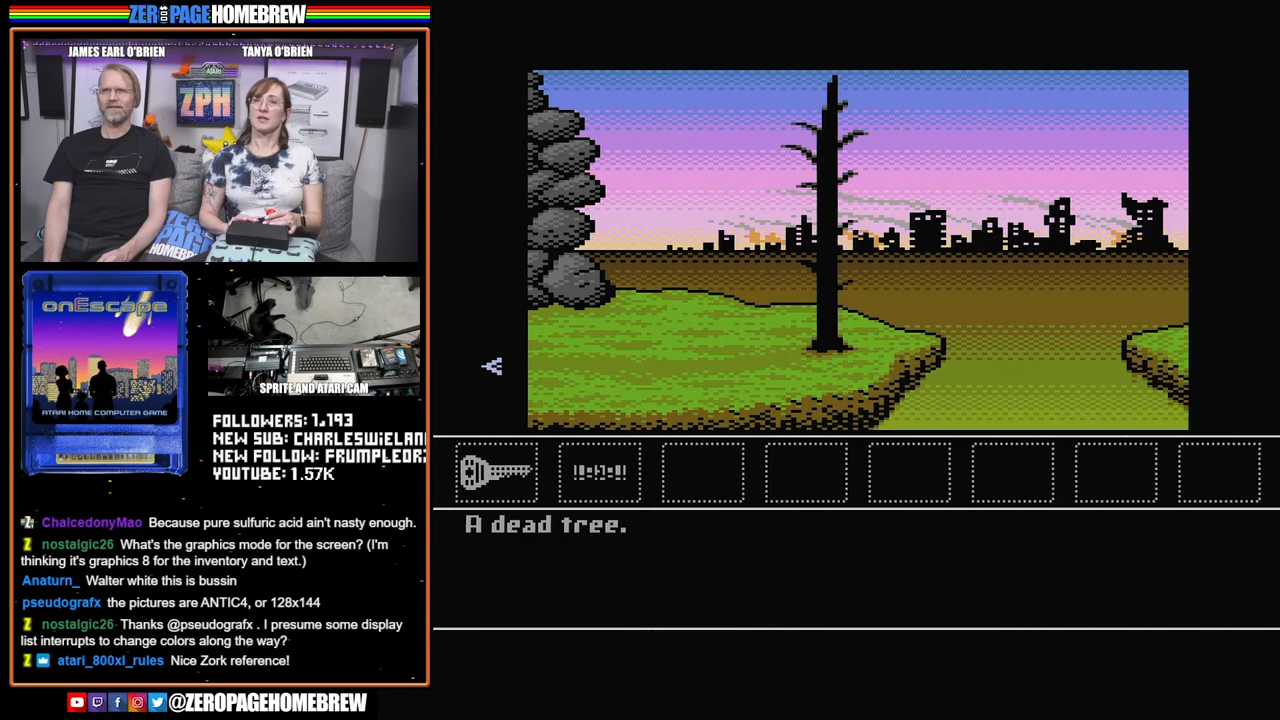 ZER PAGE HOMEBREW
JAMES EARL O'BRIEN
TANYA O'BRIEN
ATARI
ZPH
onEscape
ATARI HOME COMPUTER GAME
SPRITE AND ATARI CAM
FOLLOWERS: 1,193
NEW SUB: CHARLESWIELAN
NEW FOLLOW: FRUMPLEOR
YOUTUBE: 1.57K
ChalcedonyMao Because pure sulfuric acid ain't nasty enough.
nostalgic26 What's the graphics mode for the screen? (I'm
thinking it's graphics 8 for the inventory and text.)
Anaturn_ Walter white this is bussin
pseudografx the pictures are ANTIC4, or 128x144
nostalgic26 Thanks @pseudografx . I presume some display
list interrupts to change colors along the way?
atari_800xl_rules Nice Zork reference!
@ZEROPAGEHOMEBREW
A dead tree.